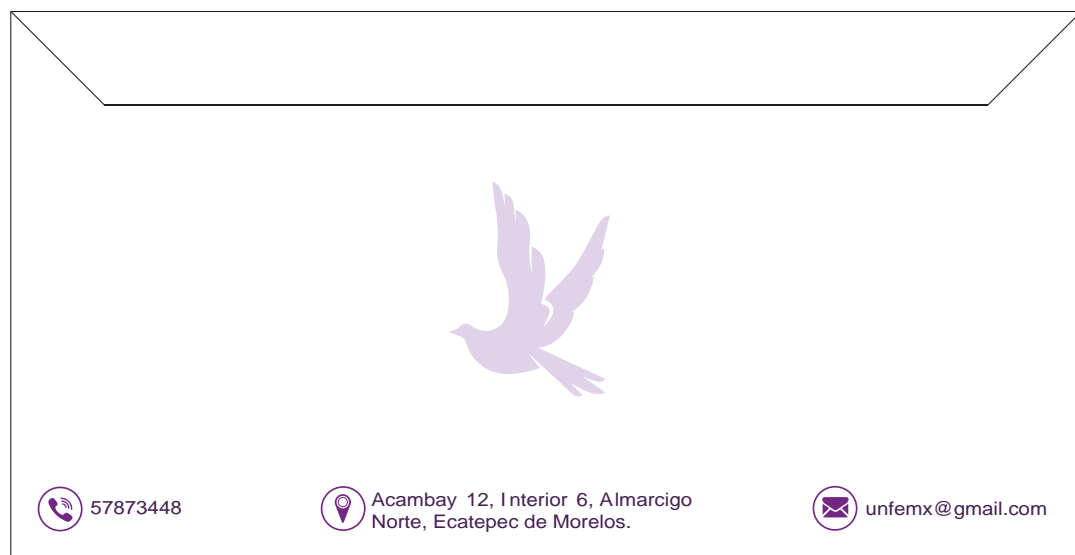 57873448
Acambay 12, Interior 6, Almarcigo
Norte, Ecatepec de Morelos.
unfemx@gmail.com